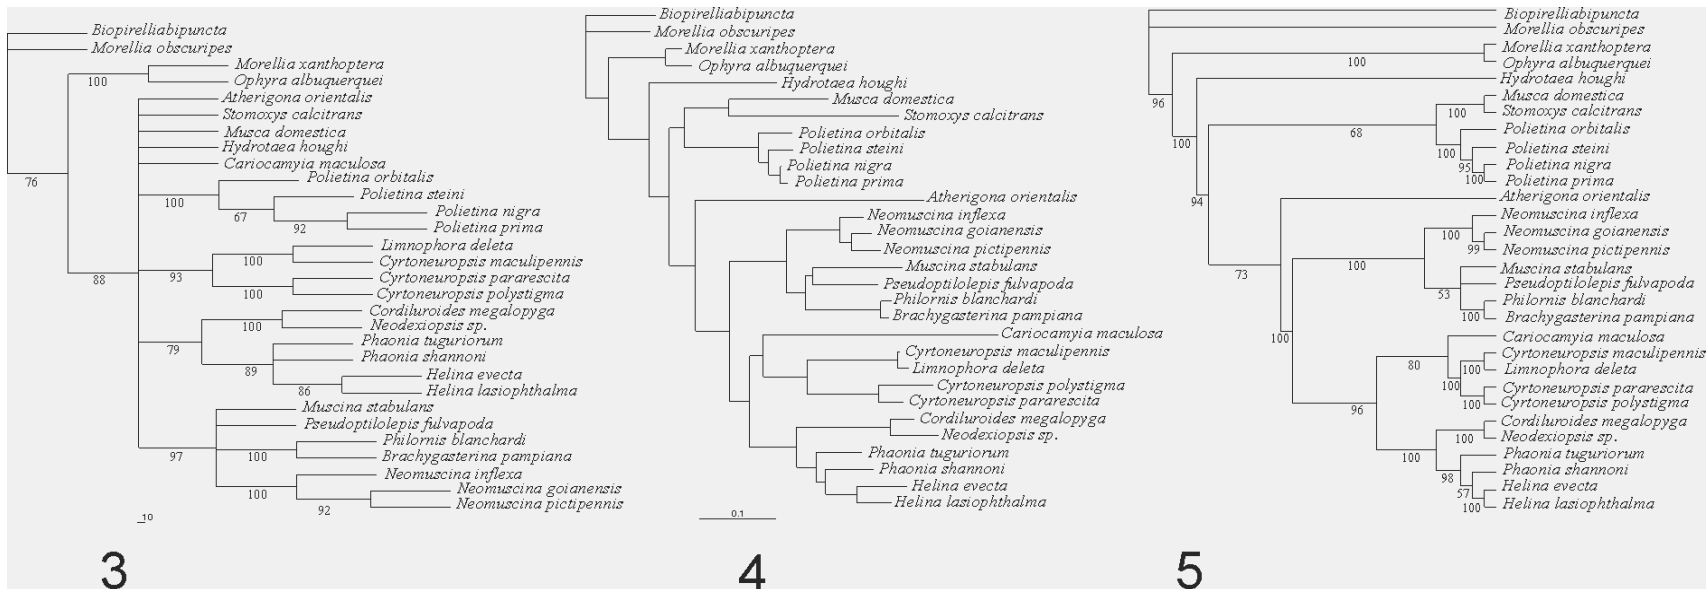 Biopirelliabipuncta
Morellia obscuripes
Morellia xanthoptera
100
Ophyra albuquerquei
Atherigona orientalis
Stomoxys calcitrans
Musca domestica
Hydrotaea houghi
Cariocamyia maculosa
76
Polietina orbitalis
100
Polietina steini
67
Polietina nigra
92
Polietina prima
Limnophora deleta
100
Cyrtoneuropsis maculipennis
88
93
Cyrtoneuropsis pararescita
100
Cyrtoneuropsis polystigma
Cordiluroides megalopyga
100
Neodexiopsis sp.
Phaonia tuguriorum
79
Phaonia shannoni
89
Helina evecta
86
Helina lasiophthalma
Muscina stabulans
Pseudoptilolepis fulvapoda
Philornis blanchardi
97
100
Brachygasterina pampiana
Neomuscina inflexa
100
Neomuscina goianensis
92
Neomuscina pictipennis
10
3
Biopirelliabipuncta
Morellia obscuripes
Morellia xanthoptera
Ophyra albuquerquei
Hydrotaea houghi
Musca domestica
Stomoxys calcitrans
Polietina orbitalis
Polietina steini
Polietina nigra
Polietina prima
Atherigona orientalis
Neomuscina inflexa
Neomuscina goianensis
Neomuscina pictipennis
Muscina stabulans
Pseudoptilolepis fulvapoda
Philornis blanchardi
Brachygasterina pampiana
Cariocamyia maculosa
Cyrtoneuropsis maculipennis
Limnophora deleta
Cyrtoneuropsis polystigma
Cyrtoneuropsis pararescita
Cordiluroides megalopyga
Neodexiopsis sp.
Phaonia tuguriorum
Phaonia shannoni
Helina evecta
Helina lasiophthalma
0.1
4
Biopirelliabipuncta
Morellia obscuripes
Morellia xanthoptera
100
Ophyra albuquerquei
Hydrotaea houghi
96
Musca domestica
100
Stomoxys calcitrans
68
Polietina orbitalis
100
100
Polietina steini
95
Polietina nigra
100
Polietina prima
94
Atherigona orientalis
Neomuscina inflexa
100
Neomuscina goianensis
99
Neomuscina pictipennis
73
100
Muscina stabulans
Pseudoptilolepis fulvapoda
53
Philornis blanchardi
100
Brachygasterina pampiana
100
Cariocamyia maculosa
Cyrtoneuropsis maculipennis
80
100
Limnophora deleta
100
Cyrtoneuropsis pararescita
100
Cyrtoneuropsis polystigma
96
Cordiluroides megalopyga
100
Neodexiopsis sp.
100
Phaonia tuguriorum
98
Phaonia shannoni
57
Helina evecta
100
Helina lasiophthalma
5